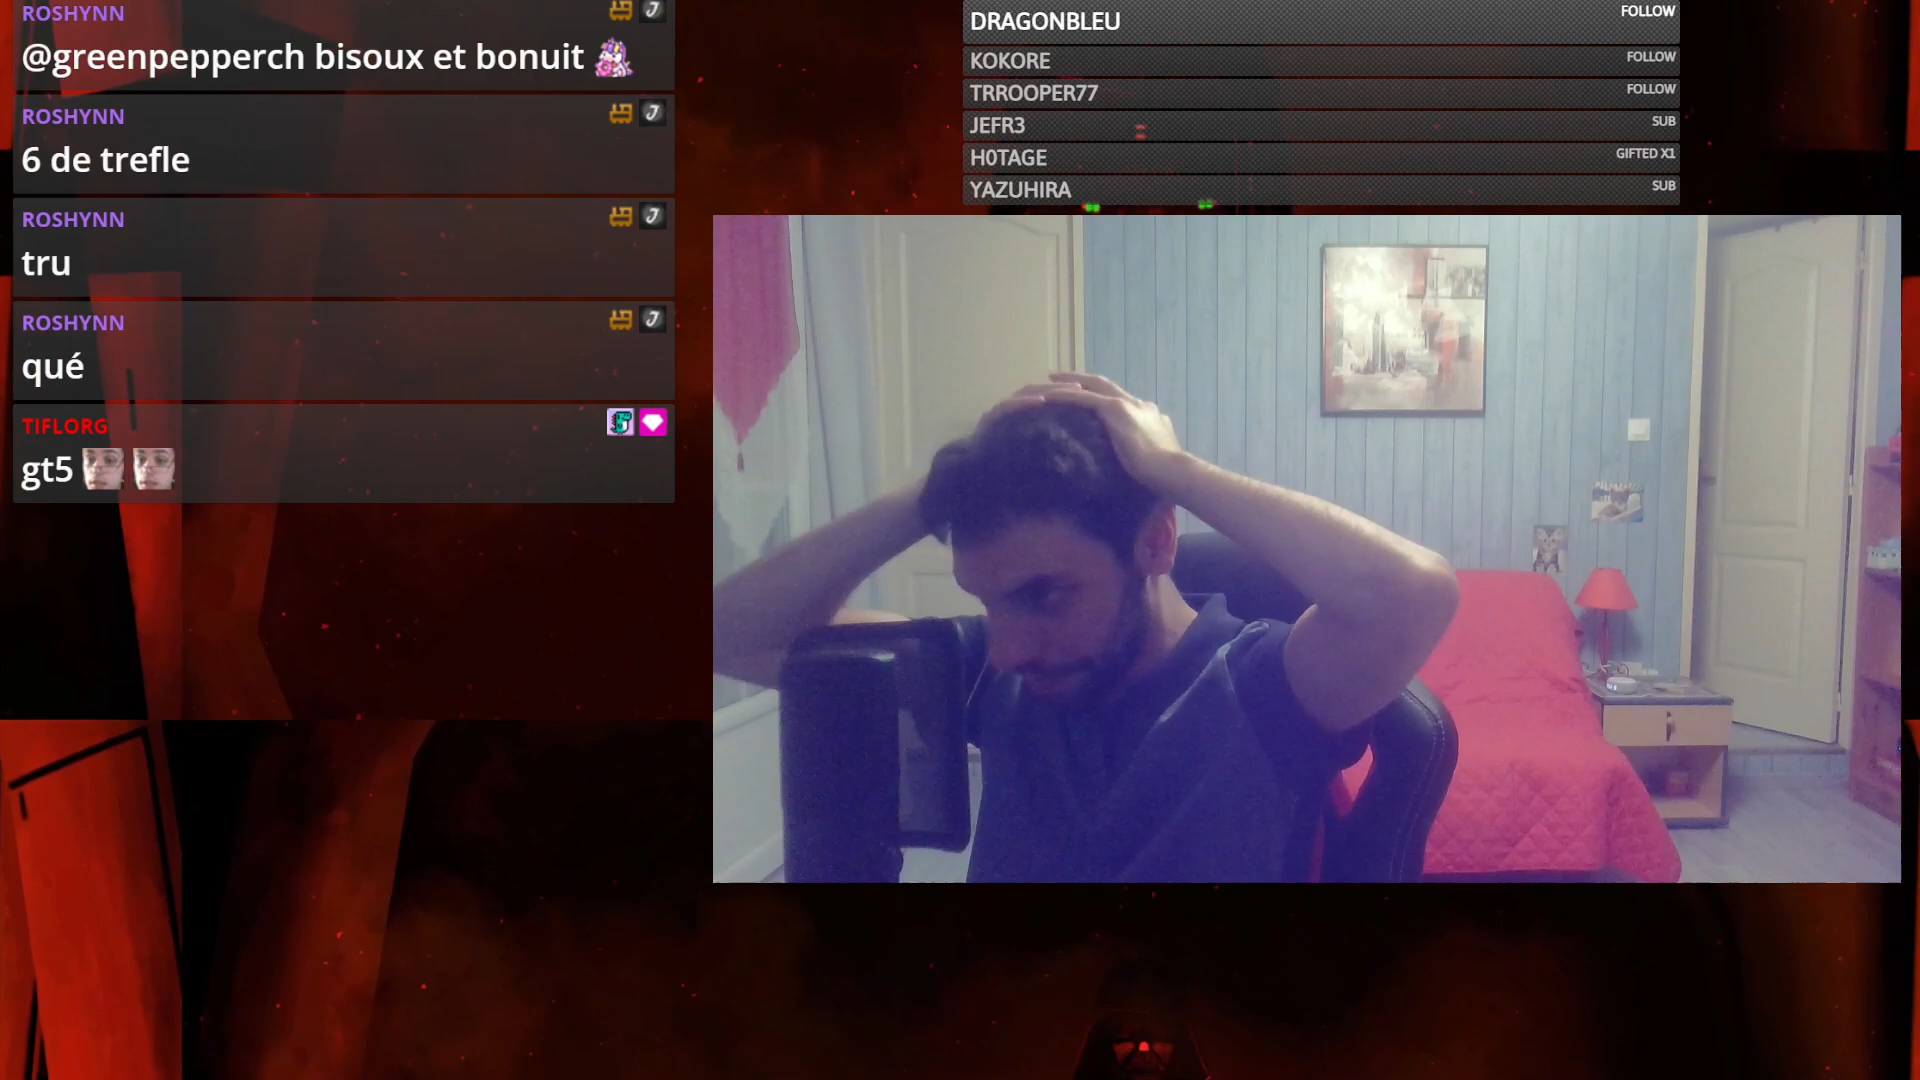 ROSHYNN
@greenpepperch bisoux et bonuit
ROSHYNN
6 de trefle
ROSHYNN
tru
ROSHYNN
qué
TIFLORG
gt5
DRAGONBLEU FOLLOW
KOKORE FOLLOW
TRROOPER77 FOLLOW
JEFR3 SUB
H0TAGE GIFTED X1
YAZUHIRA SUB